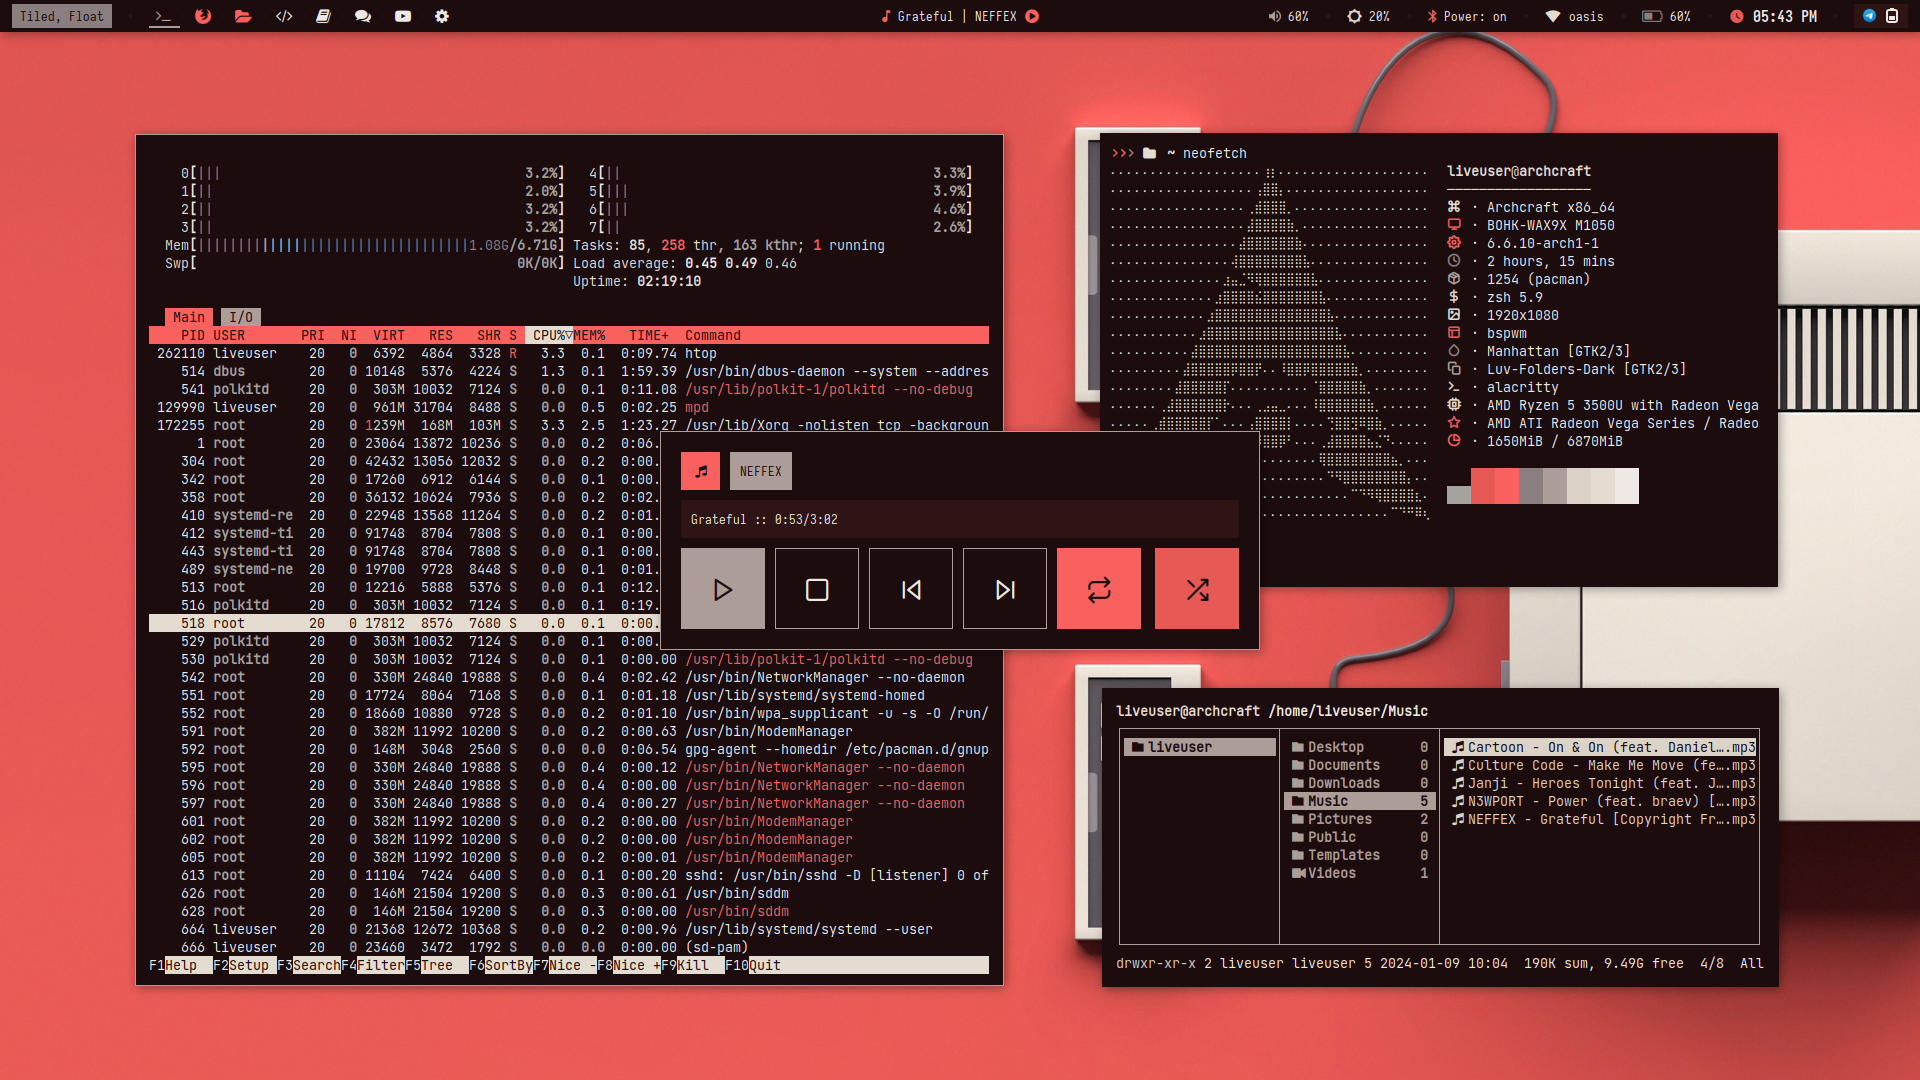 Tiled, Float
Grateful | NEFFEX
60%
20%
Power: on
oasis
60%
05:43 PM
0[||| 3.2%] 4[|| 3.3%]
1[|| 2.0%] 5[||| 3.9%]
2[|| 3.2%] 6[||| 4.6%]
3[|| 3.2%] 7[|| 2.6%]
Mem[||||||||||||||||||||||||||||||||||1.08G/6.71G] Tasks: 85, 258 thr, 163 kthr; 1 running
Swp[ 0K/0K] Load average: 0.45 0.49 0.46
Uptime: 02:19:10
Main I/O
PID USER PRI NI VIRT RES SHR S CPU%▽MEM% TIME+ Command
262110 liveuser 20 0 6392 4864 3328 R 3.3 0.1 0:09.74 htop
514 dbus 20 0 10148 5376 4224 S 1.3 0.1 1:59.39 /usr/bin/dbus-daemon --system --addres
541 polkitd 20 0 303M 10032 7124 S 0.0 0.1 0:11.08 /usr/lib/polkit-1/polkitd --no-debug
129990 liveuser 20 0 961M 31704 8488 S 0.0 0.5 0:02.25 mpd
172255 root 20 0 1239M 168M 103M S 3.3 2.5 1:23.27 /usr/lib/Xorg -nolisten tcp -backgroun
1 root 20 0 23064 13872 10236 S 0.0 0.2 0:06.
304 root 20 0 42432 13056 12032 S 0.0 0.2 0:00.
342 root 20 0 17260 6912 6144 S 0.0 0.1 0:00.
358 root 20 0 36132 10624 7936 S 0.0 0.2 0:02.
410 systemd-re 20 0 22948 13568 11264 S 0.0 0.2 0:01.
412 systemd-ti 20 0 91748 8704 7808 S 0.0 0.1 0:00.
443 systemd-ti 20 0 91748 8704 7808 S 0.0 0.1 0:00.
489 systemd-ne 20 0 19700 9728 8448 S 0.0 0.1 0:01.
513 root 20 0 12216 5888 5376 S 0.0 0.1 0:12.
516 polkitd 20 0 303M 10032 7124 S 0.0 0.1 0:19.
518 root 20 0 17812 8576 7680 S 0.0 0.1 0:00.
529 polkitd 20 0 303M 10032 7124 S 0.0 0.1 0:00.
530 polkitd 20 0 303M 10032 7124 S 0.0 0.1 0:00.00 /usr/lib/polkit-1/polkitd --no-debug
542 root 20 0 330M 24840 19888 S 0.0 0.4 0:02.42 /usr/bin/NetworkManager --no-daemon
551 root 20 0 17724 8064 7168 S 0.0 0.1 0:01.18 /usr/lib/systemd/systemd-homed
552 root 20 0 18660 10880 9728 S 0.0 0.2 0:01.10 /usr/bin/wpa_supplicant -u -s -O /run/
591 root 20 0 382M 11992 10200 S 0.0 0.2 0:00.63 /usr/bin/ModemManager
592 root 20 0 148M 3048 2560 S 0.0 0.0 0:06.54 gpg-agent --homedir /etc/pacman.d/gnup
595 root 20 0 330M 24840 19888 S 0.0 0.4 0:00.12 /usr/bin/NetworkManager --no-daemon
596 root 20 0 330M 24840 19888 S 0.0 0.4 0:00.00 /usr/bin/NetworkManager --no-daemon
597 root 20 0 330M 24840 19888 S 0.0 0.4 0:00.27 /usr/bin/NetworkManager --no-daemon
601 root 20 0 382M 11992 10200 S 0.0 0.2 0:00.00 /usr/bin/ModemManager
602 root 20 0 382M 11992 10200 S 0.0 0.2 0:00.00 /usr/bin/ModemManager
605 root 20 0 382M 11992 10200 S 0.0 0.2 0:00.01 /usr/bin/ModemManager
613 root 20 0 11104 7424 6400 S 0.0 0.1 0:00.20 sshd: /usr/bin/sshd -D [listener] 0 of
626 root 20 0 146M 21504 19200 S 0.0 0.3 0:00.61 /usr/bin/sddm
628 root 20 0 146M 21504 19200 S 0.0 0.3 0:00.00 /usr/bin/sddm
664 liveuser 20 0 21368 12672 10368 S 0.0 0.2 0:00.96 /usr/lib/systemd/systemd --user
666 liveuser 20 0 23460 3472 1792 S 0.0 0.0 0:00.00 (sd-pam)
F1Help F2Setup F3SearchF4FilterF5Tree F6SortByF7Nice -F8Nice +F9Kill F10Quit
NEFFEX
Grateful :: 0:53/3:02
~ neofetch
liveuser@archcraft
· Archcraft x86_64
· BOHK-WAX9X M1050
· 6.6.10-arch1-1
· 2 hours, 15 mins
· 1254 (pacman)
· zsh 5.9
· 1920x1080
· bspwm
· Manhattan [GTK2/3]
· Luv-Folders-Dark [GTK2/3]
· alacritty
· AMD Ryzen 5 3500U with Radeon Vega
· AMD ATI Radeon Vega Series / Radeo
· 1650MiB / 6870MiB
liveuser@archcraft /home/liveuser/Music
liveuser
Desktop 0
Documents 0
Downloads 0
Music 5
Pictures 2
Public 0
Templates 0
Videos 1
Cartoon - On & On (feat. Daniel….mp3
Culture Code - Make Me Move (fe….mp3
Janji - Heroes Tonight (feat. J….mp3
N3WPORT - Power (feat. braev) [….mp3
NEFFEX - Grateful [Copyright Fr….mp3
drwxr-xr-x 2 liveuser liveuser 5 2024-01-09 10:04 190K sum, 9.49G free 4/8 All